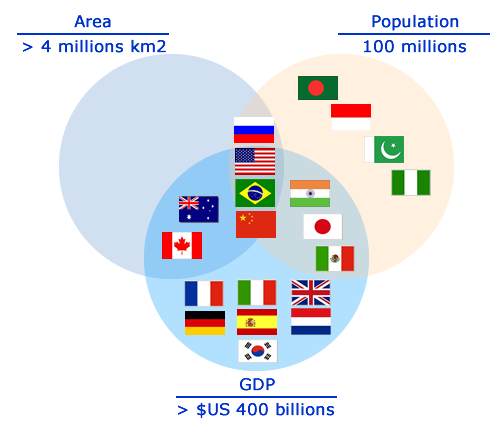 Area
> 4 millions km2
Population
100 millions
GDP
> $US 400 billions